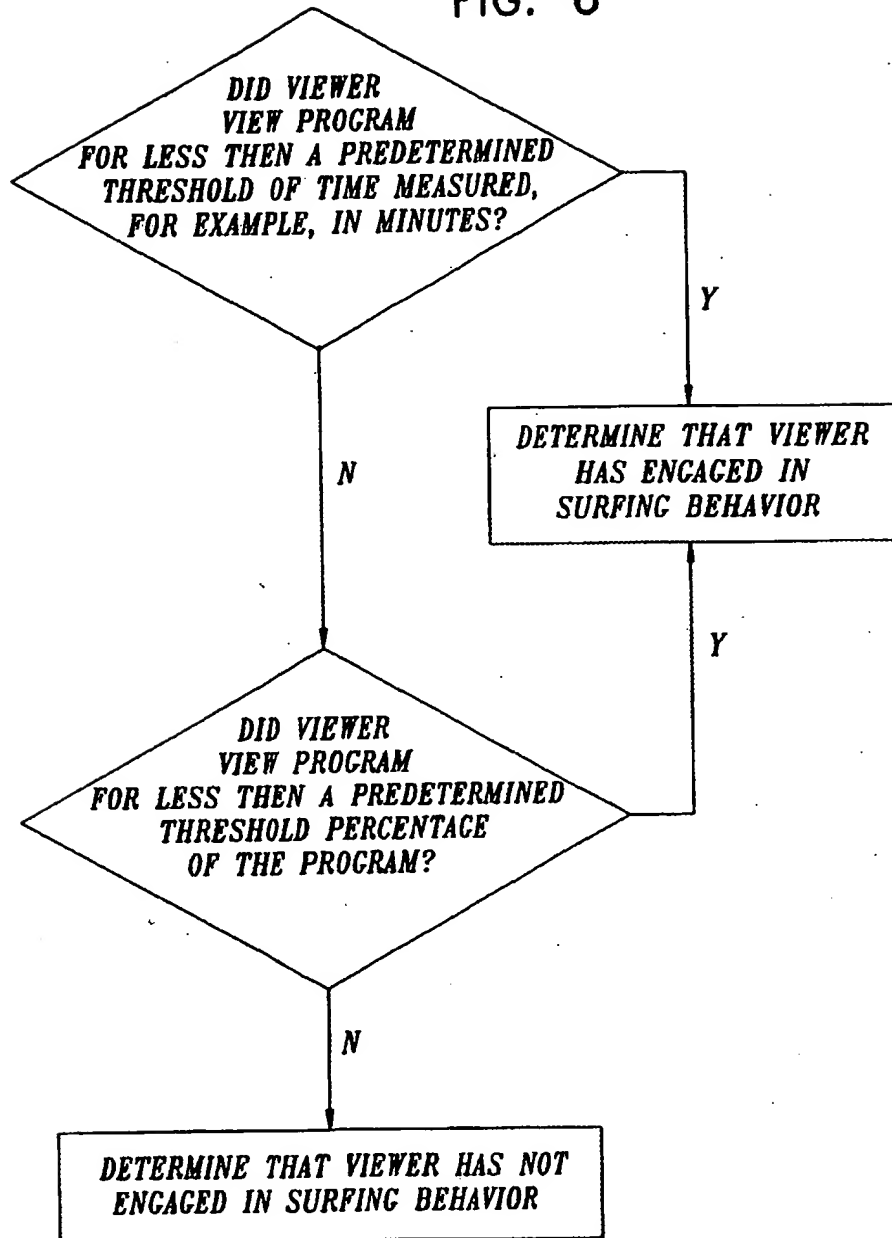 FIG. 6
DID VIEWER
VIEW PROGRAM
FOR LESS THEN A PREDETERMINED
THRESHOLD OF TIME MEASURED,
FOR EXAMPLE, IN MINUTES?
Y
DETERMINE THAT VIEWER
HAS ENGAGED IN
SURFING BEHAVIOR
N
Y
DID VIEWER
VIEW PROGRAM
FOR LESS THEN A PREDETERMINED
THRESHOLD PERCENTAGE
OF THE PROGRAM?
N
DETERMINE THAT VIEWER HAS NOT
ENGAGED IN SURFING BEHAVIOR